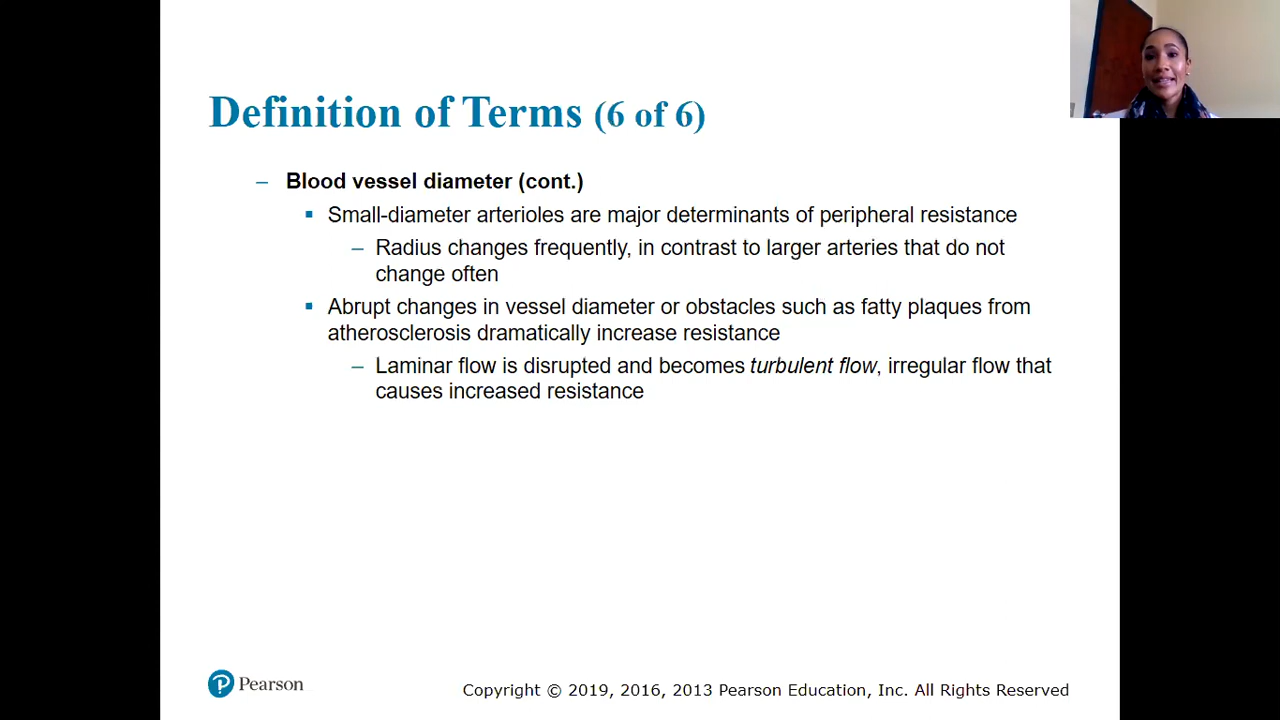 Definition of Terms (6 of 6)
– Blood vessel diameter (cont.)
▪ Small-diameter arterioles are major determinants of peripheral resistance
– Radius changes frequently, in contrast to larger arteries that do not
change often
▪ Abrupt changes in vessel diameter or obstacles such as fatty plaques from
atherosclerosis dramatically increase resistance
– Laminar flow is disrupted and becomes turbulent flow, irregular flow that
causes increased resistance
Pearson
Copyright © 2019, 2016, 2013 Pearson Education, Inc. All Rights Reserved